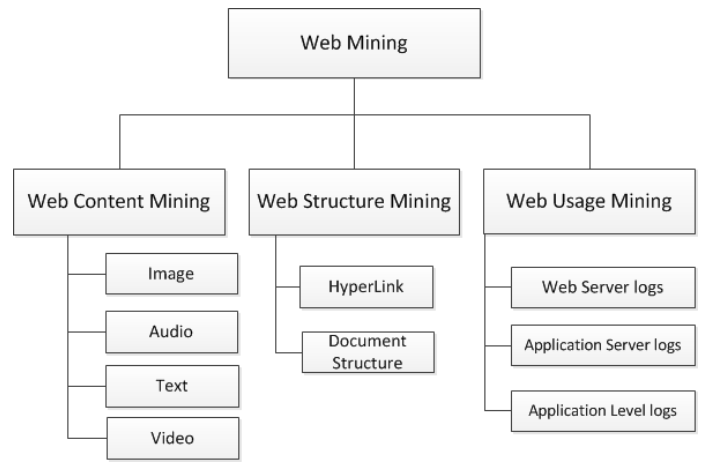 Web Mining
Web Content Mining
Web Structure Mining
Web Usage Mining
Image
Audio
Text
Video
HyperLink
Document
Structure
Web Server logs
Application Server logs
Application Level logs